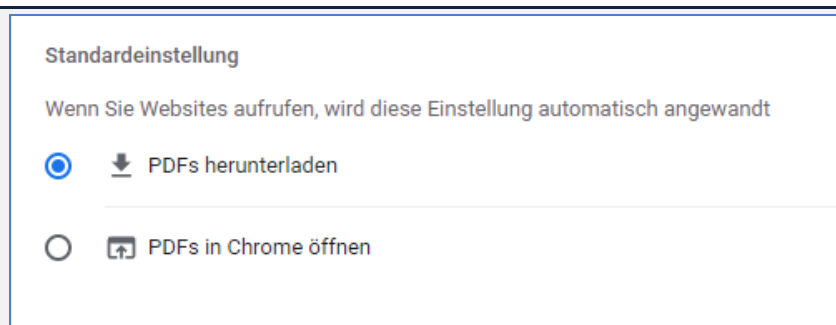 Standardeinstellung
Wenn Sie Websites aufrufen, wird diese Einstellung automatisch angewandt
PDFs herunterladen
PDFs in Chrome öffnen